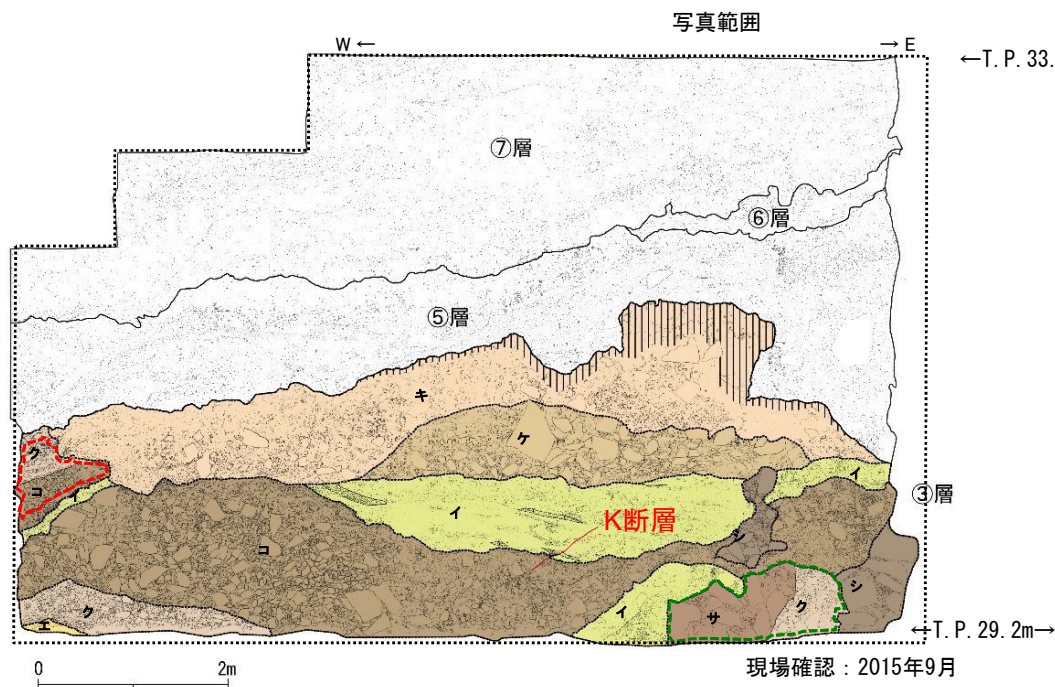 写真範囲
W ← → E
←T.P.33.
⑦層
⑥層
⑤層
キ
ケ
ク
コ
イ
イ
③層
イ
K断層
シ
コ
イ
シ
ク
サ
ク
エ
←T.P.29.2m→
0 2m
現場確認：2015年9月